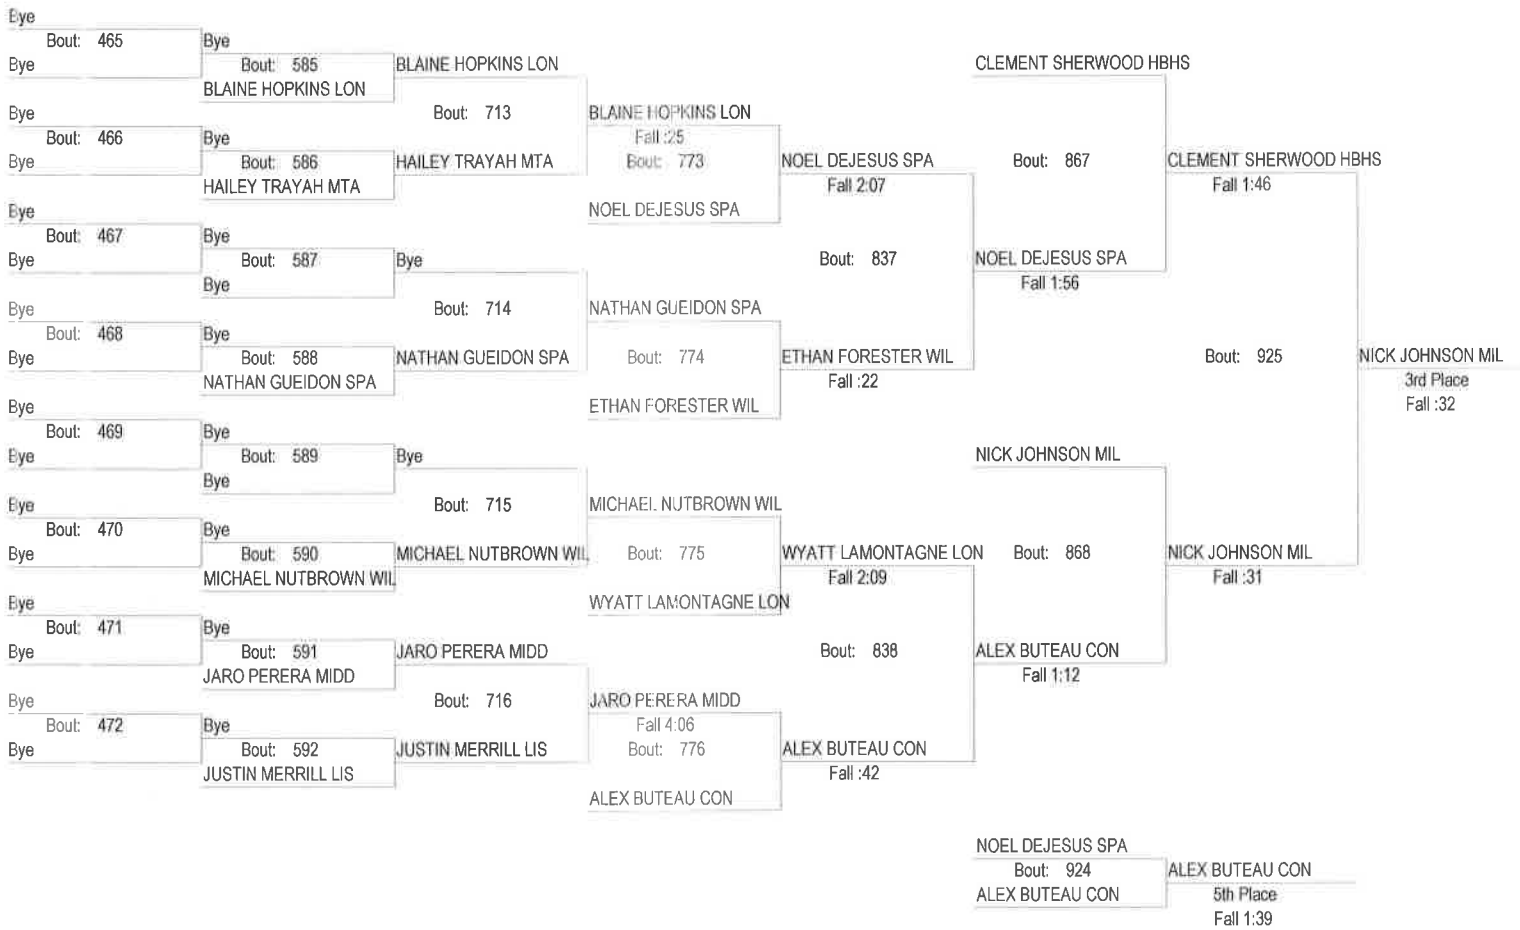 Bye
Bout: 465
Bye
Bye
Bout: 585
BLAINE HOPKINS LON
BLAINE HOPKINS LON
Bye
Bout: 466
Bye
Bye
Bout: 586
HAILEY TRAYAH MTA
Bout: 713
HAILEY TRAYAH MTA
BLAINE HOPKINS LON
Fall :25
Bout: 773
NOEL DEJESUS SPA
NOEL DEJESUS SPA
Fall 2:07
Bye
Bout: 467
Bye
Bye
Bout: 587
Bye
Bye
Bout: 714
Bye
Bout: 468
Bye
Bye
Bout: 588
NATHAN GUEIDON SPA
NATHAN GUEIDON SPA
NATHAN GUEIDON SPA
Bout: 774
ETHAN FORESTER WIL
ETHAN FORESTER WIL
Fall :22
Bout: 837
CLEMENT SHERWOOD HBHS
Bout: 867
NOEL DEJESUS SPA
Fall 1:56
CLEMENT SHERWOOD HBHS
Fall 1:46
Bout: 925
NICK JOHNSON MIL
3rd Place
Fall :32
Bye
Bout: 469
Bye
Bye
Bout: 589
Bye
Bye
Bout: 715
Bye
Bout: 470
Bye
Bye
Bout: 590
MICHAEL NUTBROWN WIL
MICHAEL NUTBROWN WIL
MICHAEL NUTBROWN WIL
Bout: 775
WYATT LAMONTAGNE LON
WYATT LAMONTAGNE LON
Fall 2:09
Bye
Bout: 471
Bye
Bye
Bout: 591
JARO PERERA MIDD
JARO PERERA MIDD
Bout: 716
Bye
Bout: 472
Bye
Bye
Bout: 592
JUSTIN MERRILL LIS
JUSTIN MERRILL LIS
JARO PERERA MIDD
Fall 4:06
Bout: 776
ALEX BUTEAU CON
ALEX BUTEAU CON
Fall :42
Bout: 838
NICK JOHNSON MIL
Bout: 868
ALEX BUTEAU CON
Fall 1:12
NICK JOHNSON MIL
Fall :31
NOEL DEJESUS SPA
Bout: 924
ALEX BUTEAU CON
ALEX BUTEAU CON
5th Place
Fall 1:39